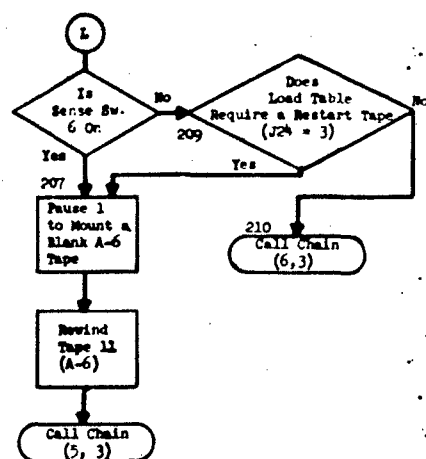 L
Is
Sense Sw.
6 On
No
209
Does
Load Table
Require a Restart Tape
(J24 = 3)
No
Yes
Yes
207
Pause 1
to Mount a
Blank A-6
Tape
210
Call Chain
(6,3)
Rewind
Tape 11
(A-6)
Call Chain
(5, 3)